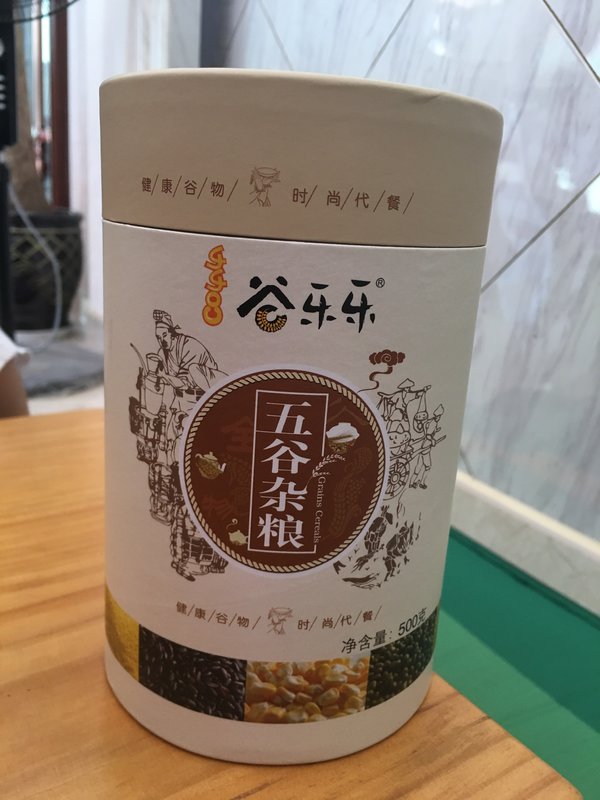 健/康/谷/物/ 时/尚/代/餐/
谷乐乐®
五谷杂粮
Grains Cereals
健/康/谷/物/ 时/尚/代/餐/
净含量：500克